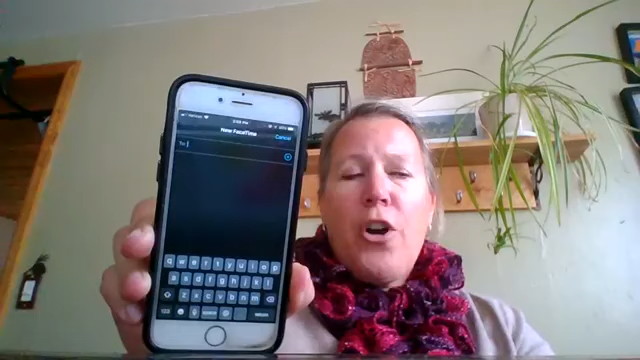 New FaceTime
Cancel
To:
q w e r t y u i o p
a s d f g h j k l
z x c v b n m